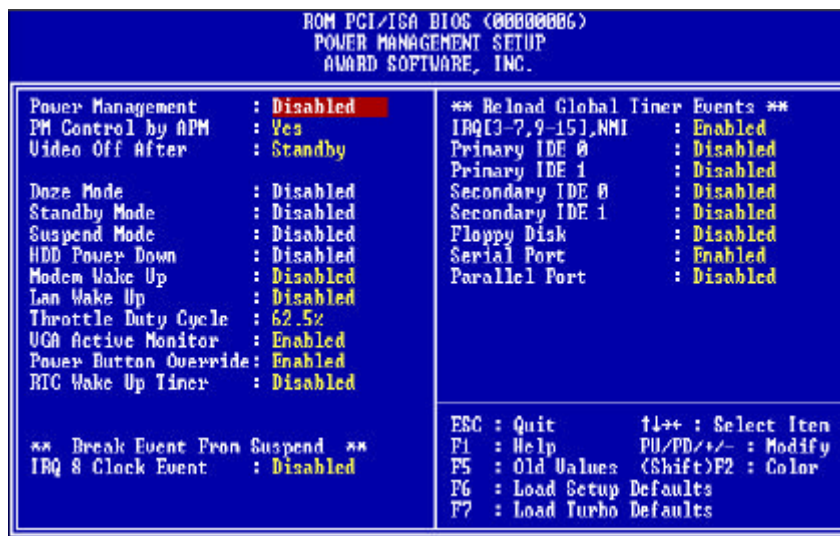 ROM PCI/ISA BIOS (00000006)
POWER MANAGEMENT SETUP
AWARD SOFTWARE, INC.
Power Management : Disabled
PM Control by APM : Yes
Video Off After : Standby
Doze Mode : Disabled
Standby Mode : Disabled
Suspend Mode : Disabled
HDD Power Down : Disabled
Modem Wake Up : Disabled
Lan Wake Up : Disabled
Throttle Duty Cycle : 62.5%
VGA Active Monitor : Enabled
Power Button Override: Enabled
RTC Wake Up Timer : Disabled
** Break Event From Suspend **
IRQ 8 Clock Event : Disabled
** Reload Global Timer Events **
IRQ[3-7,9-15],NMI : Enabled
Primary IDE 0 : Disabled
Primary IDE 1 : Disabled
Secondary IDE 0 : Disabled
Secondary IDE 1 : Disabled
Floppy Disk : Disabled
Serial Port : Enabled
Parallel Port : Disabled
ESC : Quit ↑↓→← : Select Item
F1 : Help PU/PD/+/- : Modify
F5 : Old Values (Shift)F2 : Color
F6 : Load Setup Defaults
F7 : Load Turbo Defaults